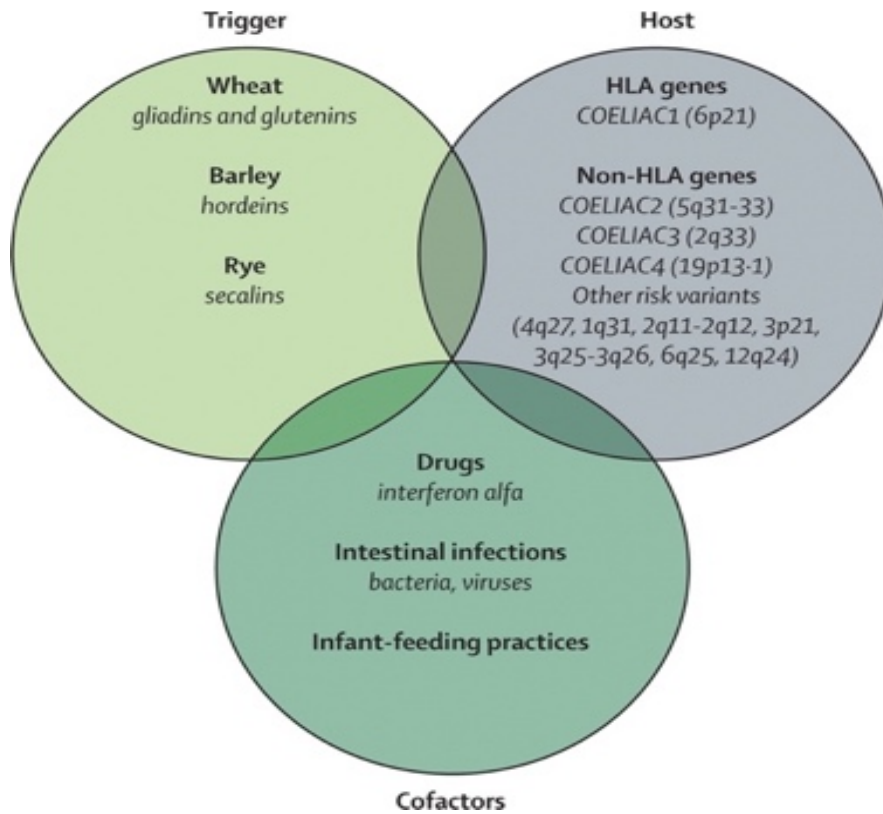 Trigger
Wheat
gliadins and glutenins
Barley
hordeins
Rye
secalins
Host
HLA genes
COELIAC1 (6p21)
Non-HLA genes
COELIAC2 (5q31-33)
COELIAC3 (2q33)
COELIAC4 (19p13·1)
Other risk variants
(4q27, 1q31, 2q11-2q12, 3p21,
3q25-3q26, 6q25, 12q24)
Drugs
interferon alfa
Intestinal infections
bacteria, viruses
Infant-feeding practices
Cofactors